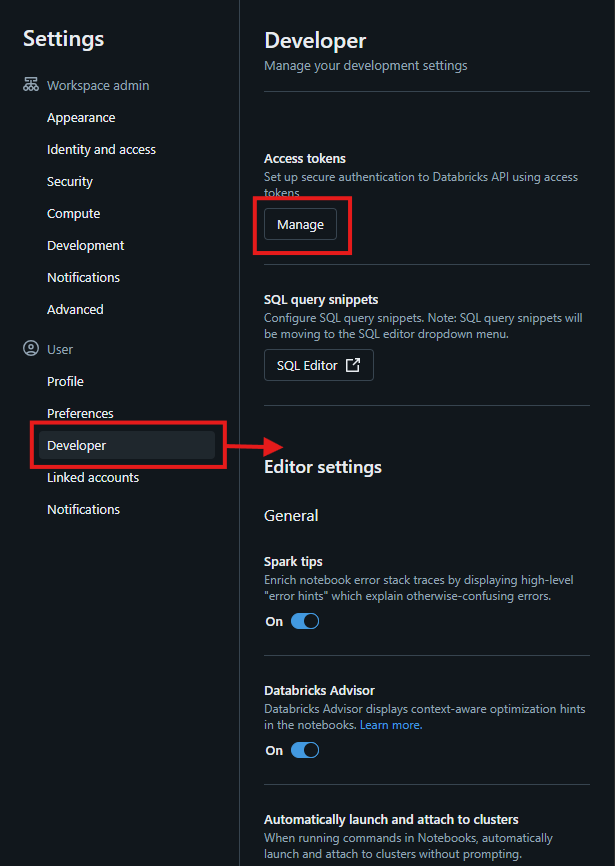 Settings
Workspace admin
Appearance
Identity and access
Security
Compute
Development
Notifications
Advanced
User
Profile
Preferences
Developer
Linked accounts
Notifications
Developer
Manage your development settings
Access tokens
Set up secure authentication to Databricks API using access
tokens
Manage
SQL query snippets
Configure SQL query snippets. Note: SQL query snippets will
be moving to the SQL editor dropdown menu.
SQL Editor
Editor settings
General
Spark tips
Enrich notebook error stack traces by displaying high-level
"error hints" which explain otherwise-confusing errors.
On
Databricks Advisor
Databricks Advisor displays context-aware optimization hints
in the notebooks. Learn more.
On
Automatically launch and attach to clusters
When running commands in Notebooks, automatically
launch and attach to clusters without prompting.